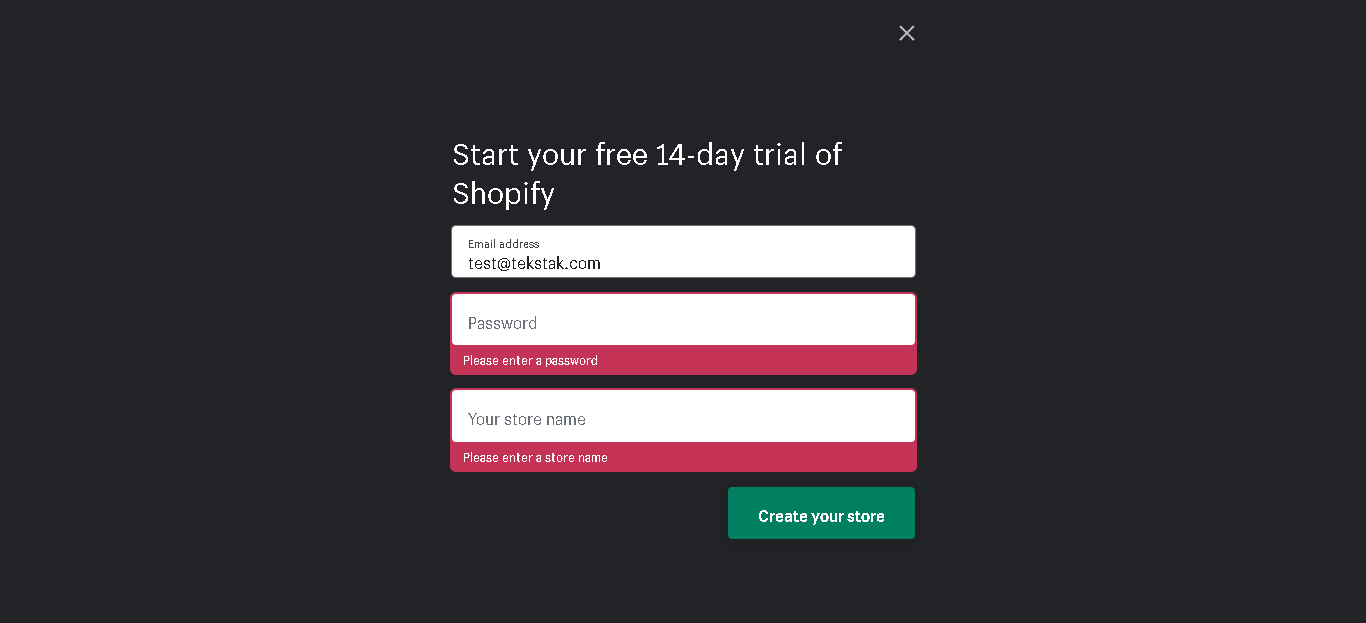 Start your free 14-day trial of
Shopify
Email address
test@tekstak.com
Password
Please enter a password
Your store name
Please enter a store name
Create your store